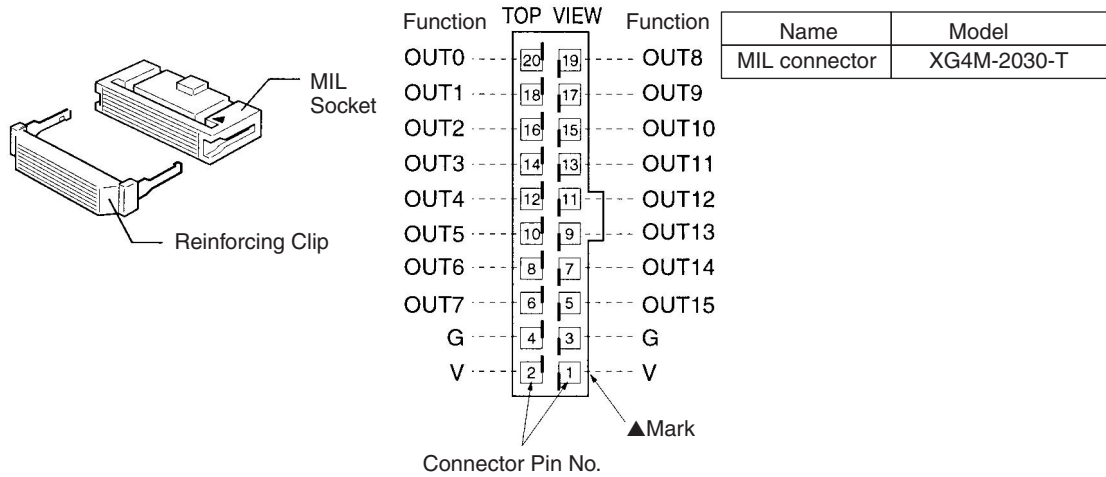 MIL
Socket
Reinforcing Clip
Function TOP VIEW Function
OUT0 20 19 OUT8
OUT1 18 17 OUT9
OUT2 16 15 OUT10
OUT3 14 13 OUT11
OUT4 12 11 OUT12
OUT5 10 9 OUT13
OUT6 8 7 OUT14
OUT7 6 5 OUT15
G 4 3 G
V 2 1 V
▲Mark
Connector Pin No.
Name Model
MIL connector XG4M-2030-T